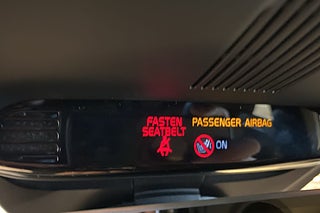 FASTEN
SEATBELT
PASSENGER AIRBAG
ON